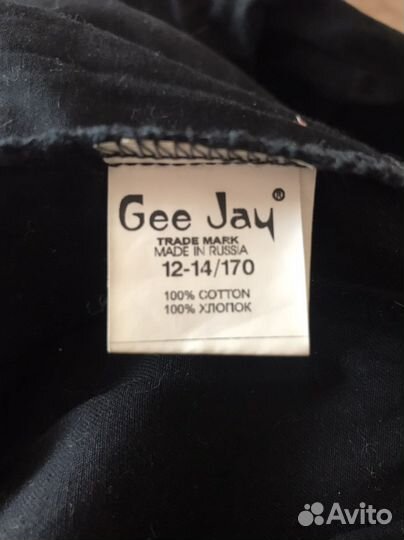 Gee Jay®
TRADE MARK
MADE IN RUSSIA
12-14/170
100% COTTON
100% ХЛОПОК
Avito